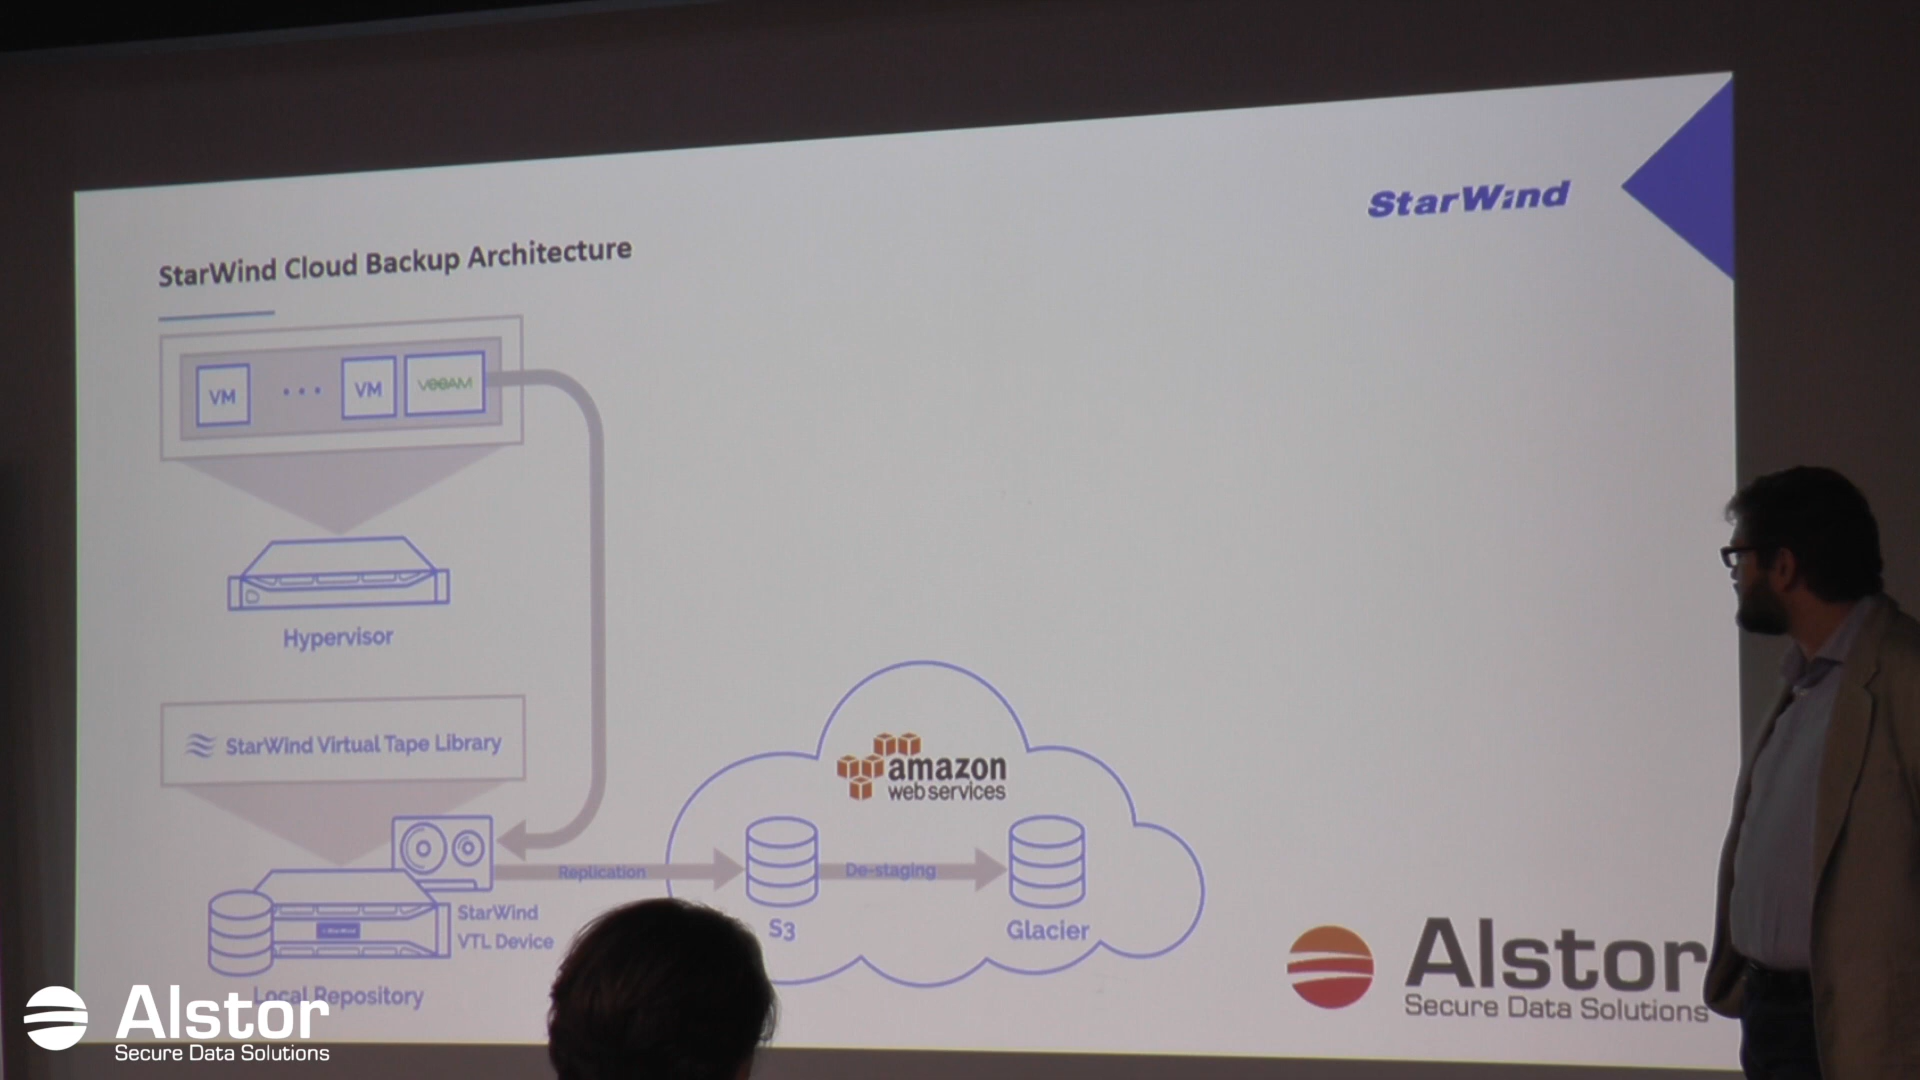 StarWind
StarWind Cloud Backup Architecture
VM
VM
veeAM
Hypervisor
StarWind Virtual Tape Library
amazon
web services
Replication
De-staging
StarWind
VTL Device
S3
Glacier
Local Repository
Alstor
Secure Data Solutions
Alstor
Secure Data Solutions